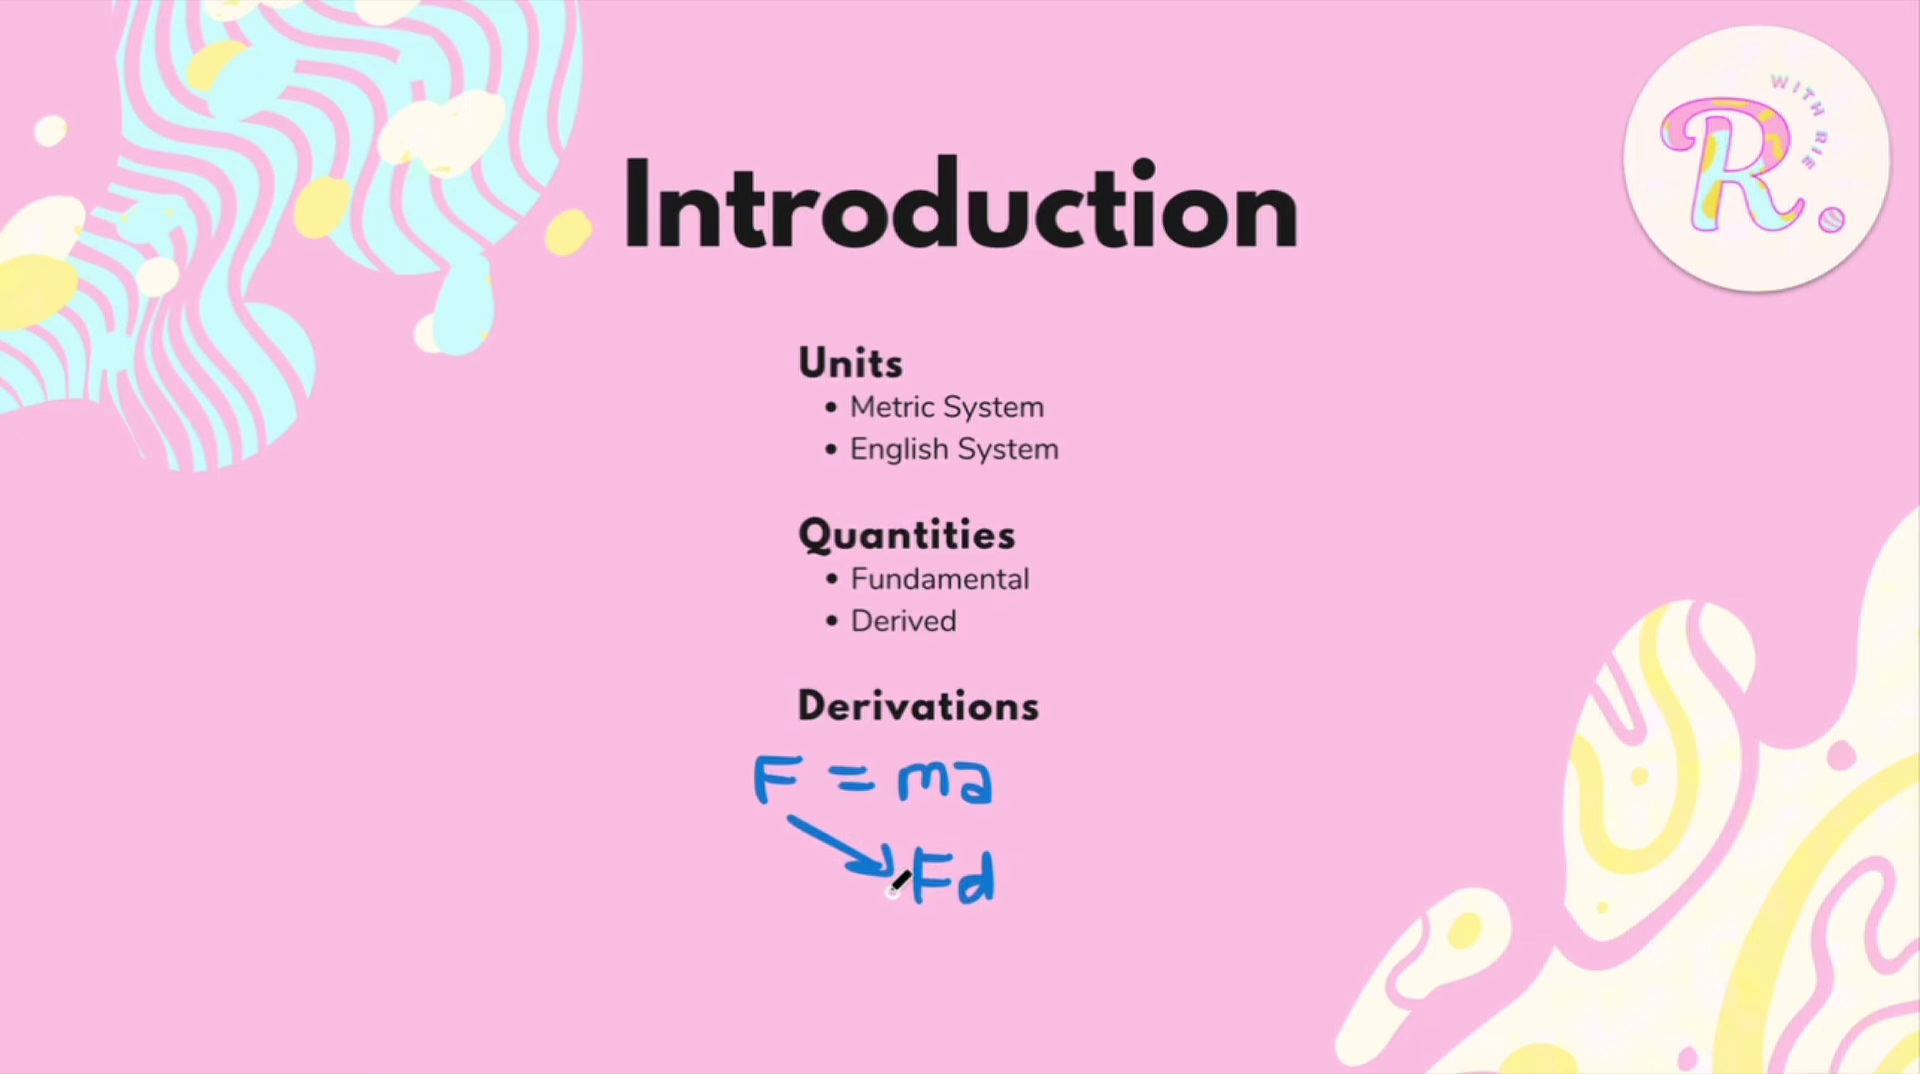 WITH RIE
R.
Introduction
Units
• Metric System
• English System
Quantities
• Fundamental
• Derived
Derivations
F = ma
Fd